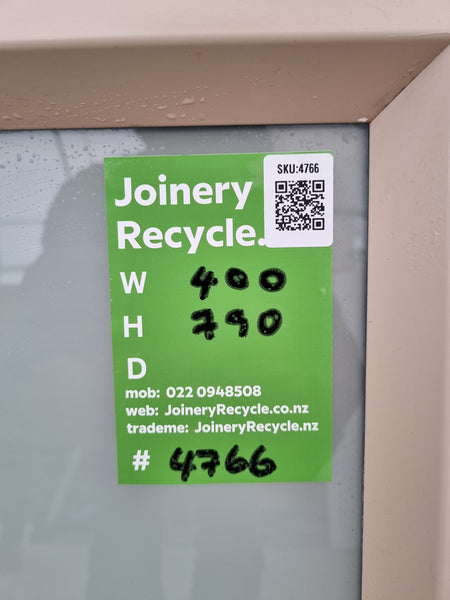 SKU:4766
Joinery
Recycle.
W 400
H 790
D
mob: 022 0948508
web: JoineryRecycle.co.nz
trademe: JoineryRecycle.nz
# 4766